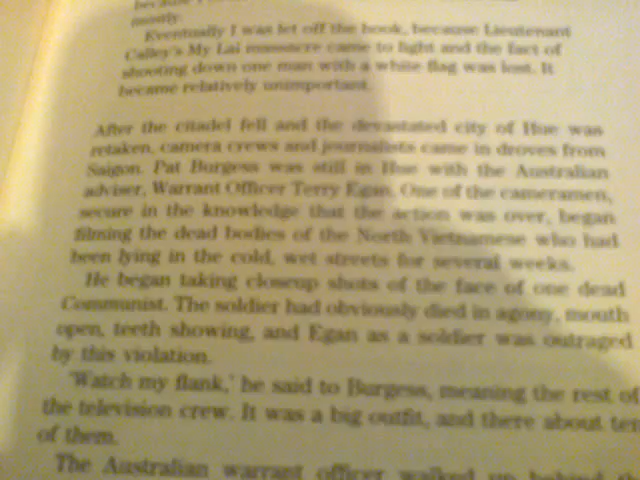 because I
mostly.
Eventually I was let off the hook, because Lieutenant
Calley's My Lai massacre came to light and the fact of
shooting down one man with a white flag was lost. It
became relatively unimportant.
After the citadel fell and the devastated city of Hue was
retaken, camera crews and journalists came in droves from
Saigon. Pat Burgess was still in Hue with the Australian
adviser, Warrant Officer Terry Egan. One of the cameramen,
secure in the knowledge that the action was over, began
filming the dead bodies of the North Vietnamese who had
been lying in the cold, wet streets for several weeks.
He began taking closeup shots of the face of one dead
Communist. The soldier had obviously died in agony, mouth
open, teeth showing, and Egan as a soldier was outraged
by this violation.
'Watch my flank,' he said to Burgess, meaning the rest of
the television crew. It was a big outfit, and there about ten
of them.
The Australian warrant officer walked up behind